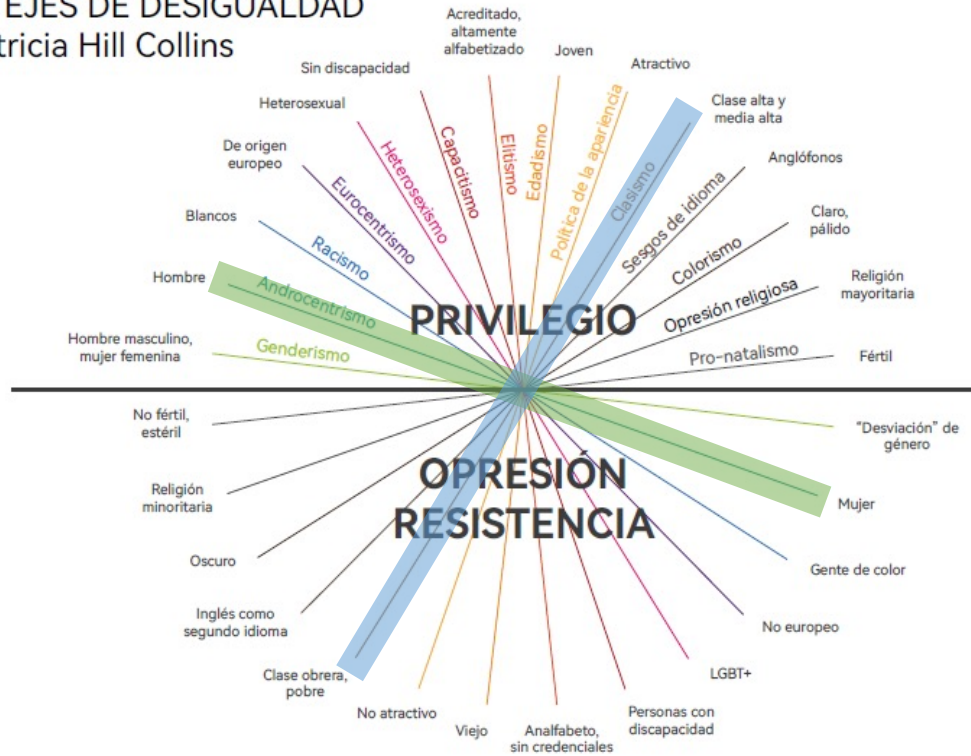 EJES DE DESIGUALDAD
tricia Hill Collins
Acreditado,
altamente
alfabetizado
Joven
Atractivo
Sin discapacidad
Heterosexual
De origen
europeo
Blancos
Hombre
Hombre masculino,
mujer femenina
Clase alta y
media alta
Anglófonos
Claro,
pálido
Religión
mayoritaria
Fértil
Genderismo
Androcentrismo
Racismo
Eurocentrismo
Heterosexismo
Capacitismo
Elitismo
Edadismo
Política de la apariencia
Clasismo
Sesgos de idioma
Colorismo
Opresión religiosa
Pro-natalismo
PRIVILEGIO
OPRESIÓN
RESISTENCIA
No fértil,
estéril
Religión
minoritaria
Oscuro
Inglés como
segundo idioma
Clase obrera,
pobre
No atractivo
Viejo
Analfabeto,
sin credenciales
Personas con
discapacidad
LGBT+
No europeo
Gente de color
Mujer
“Desviación” de
género